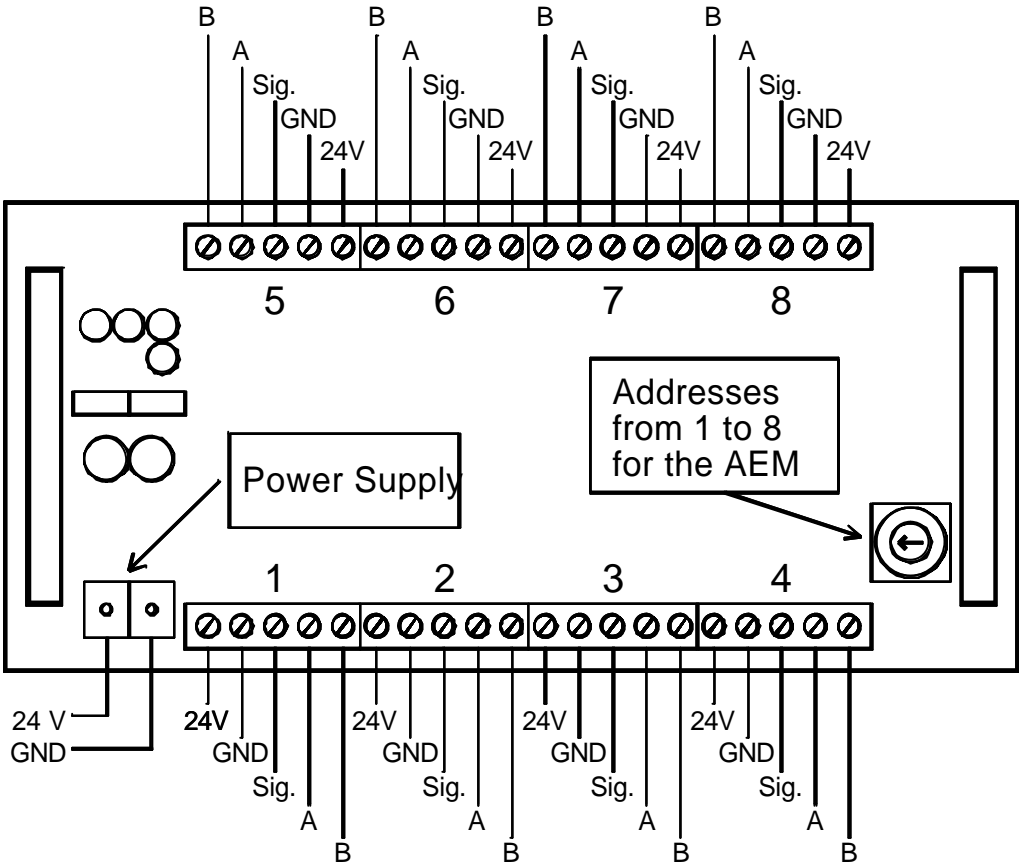 B B B B
A A A A
Sig. Sig. Sig. Sig.
GND GND GND GND
24V 24V 24V 24V
5 6 7 8
Addresses
from 1 to 8
for the AEM
Power Supply
1 2 3 4
24 V 24V 24V 24V 24V
GND GND GND GND GND
Sig. Sig. Sig. Sig.
A A A A
B B B B